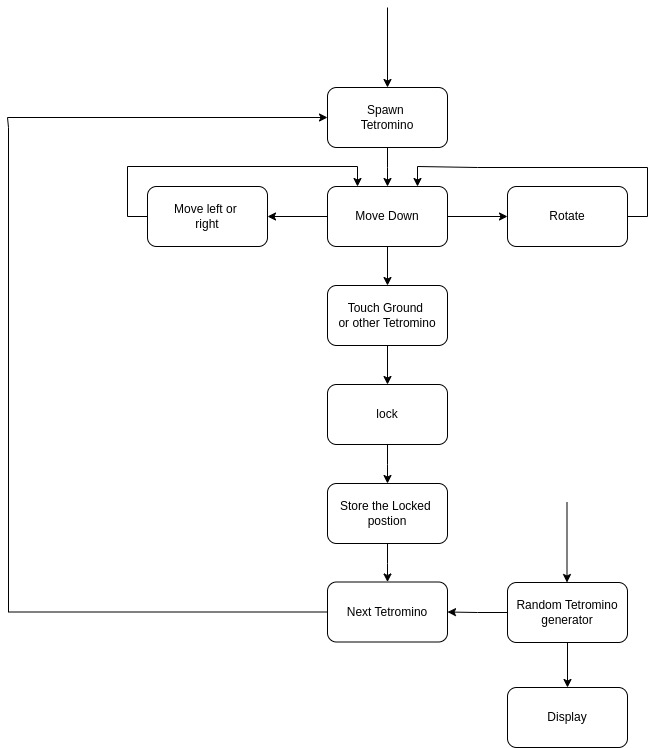 Spawn
Tetromino
Move left or
right
Move Down
Rotate
Touch Ground
or other Tetromino
lock
Store the Locked
postion
Next Tetromino
Random Tetromino
generator
Display